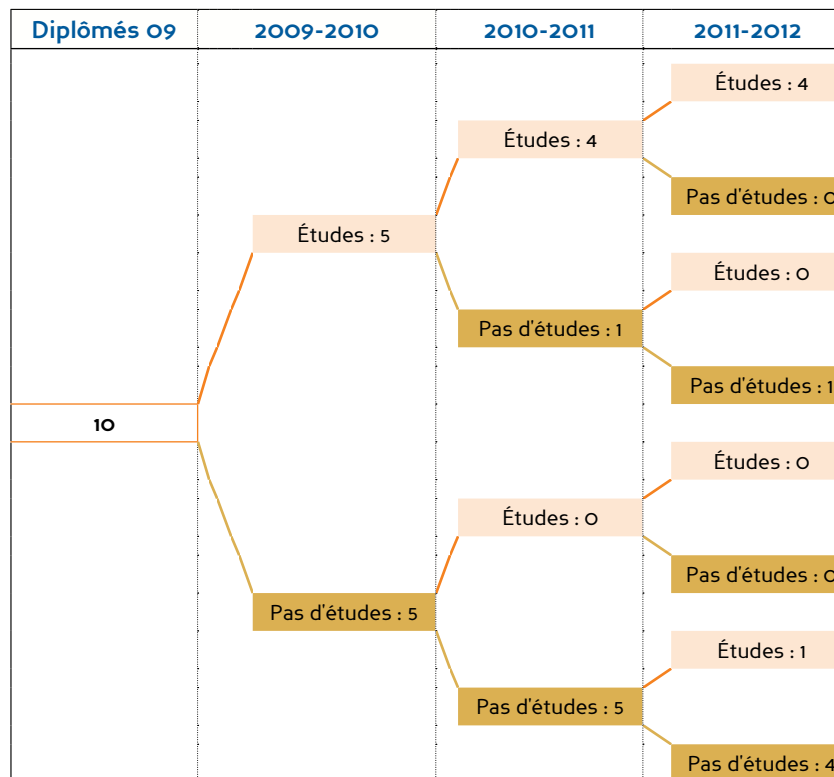 Diplômés 09 2009-2010 2010-2011 2011-2012
Études : 4
Études : 4
Pas d'études : 0
Études : 5
Études : 0
Pas d'études : 1
Pas d'études : 1
10
Études : 0
Études : 0
Pas d'études : 0
Pas d'études : 5
Études : 1
Pas d'études : 5
Pas d'études : 4